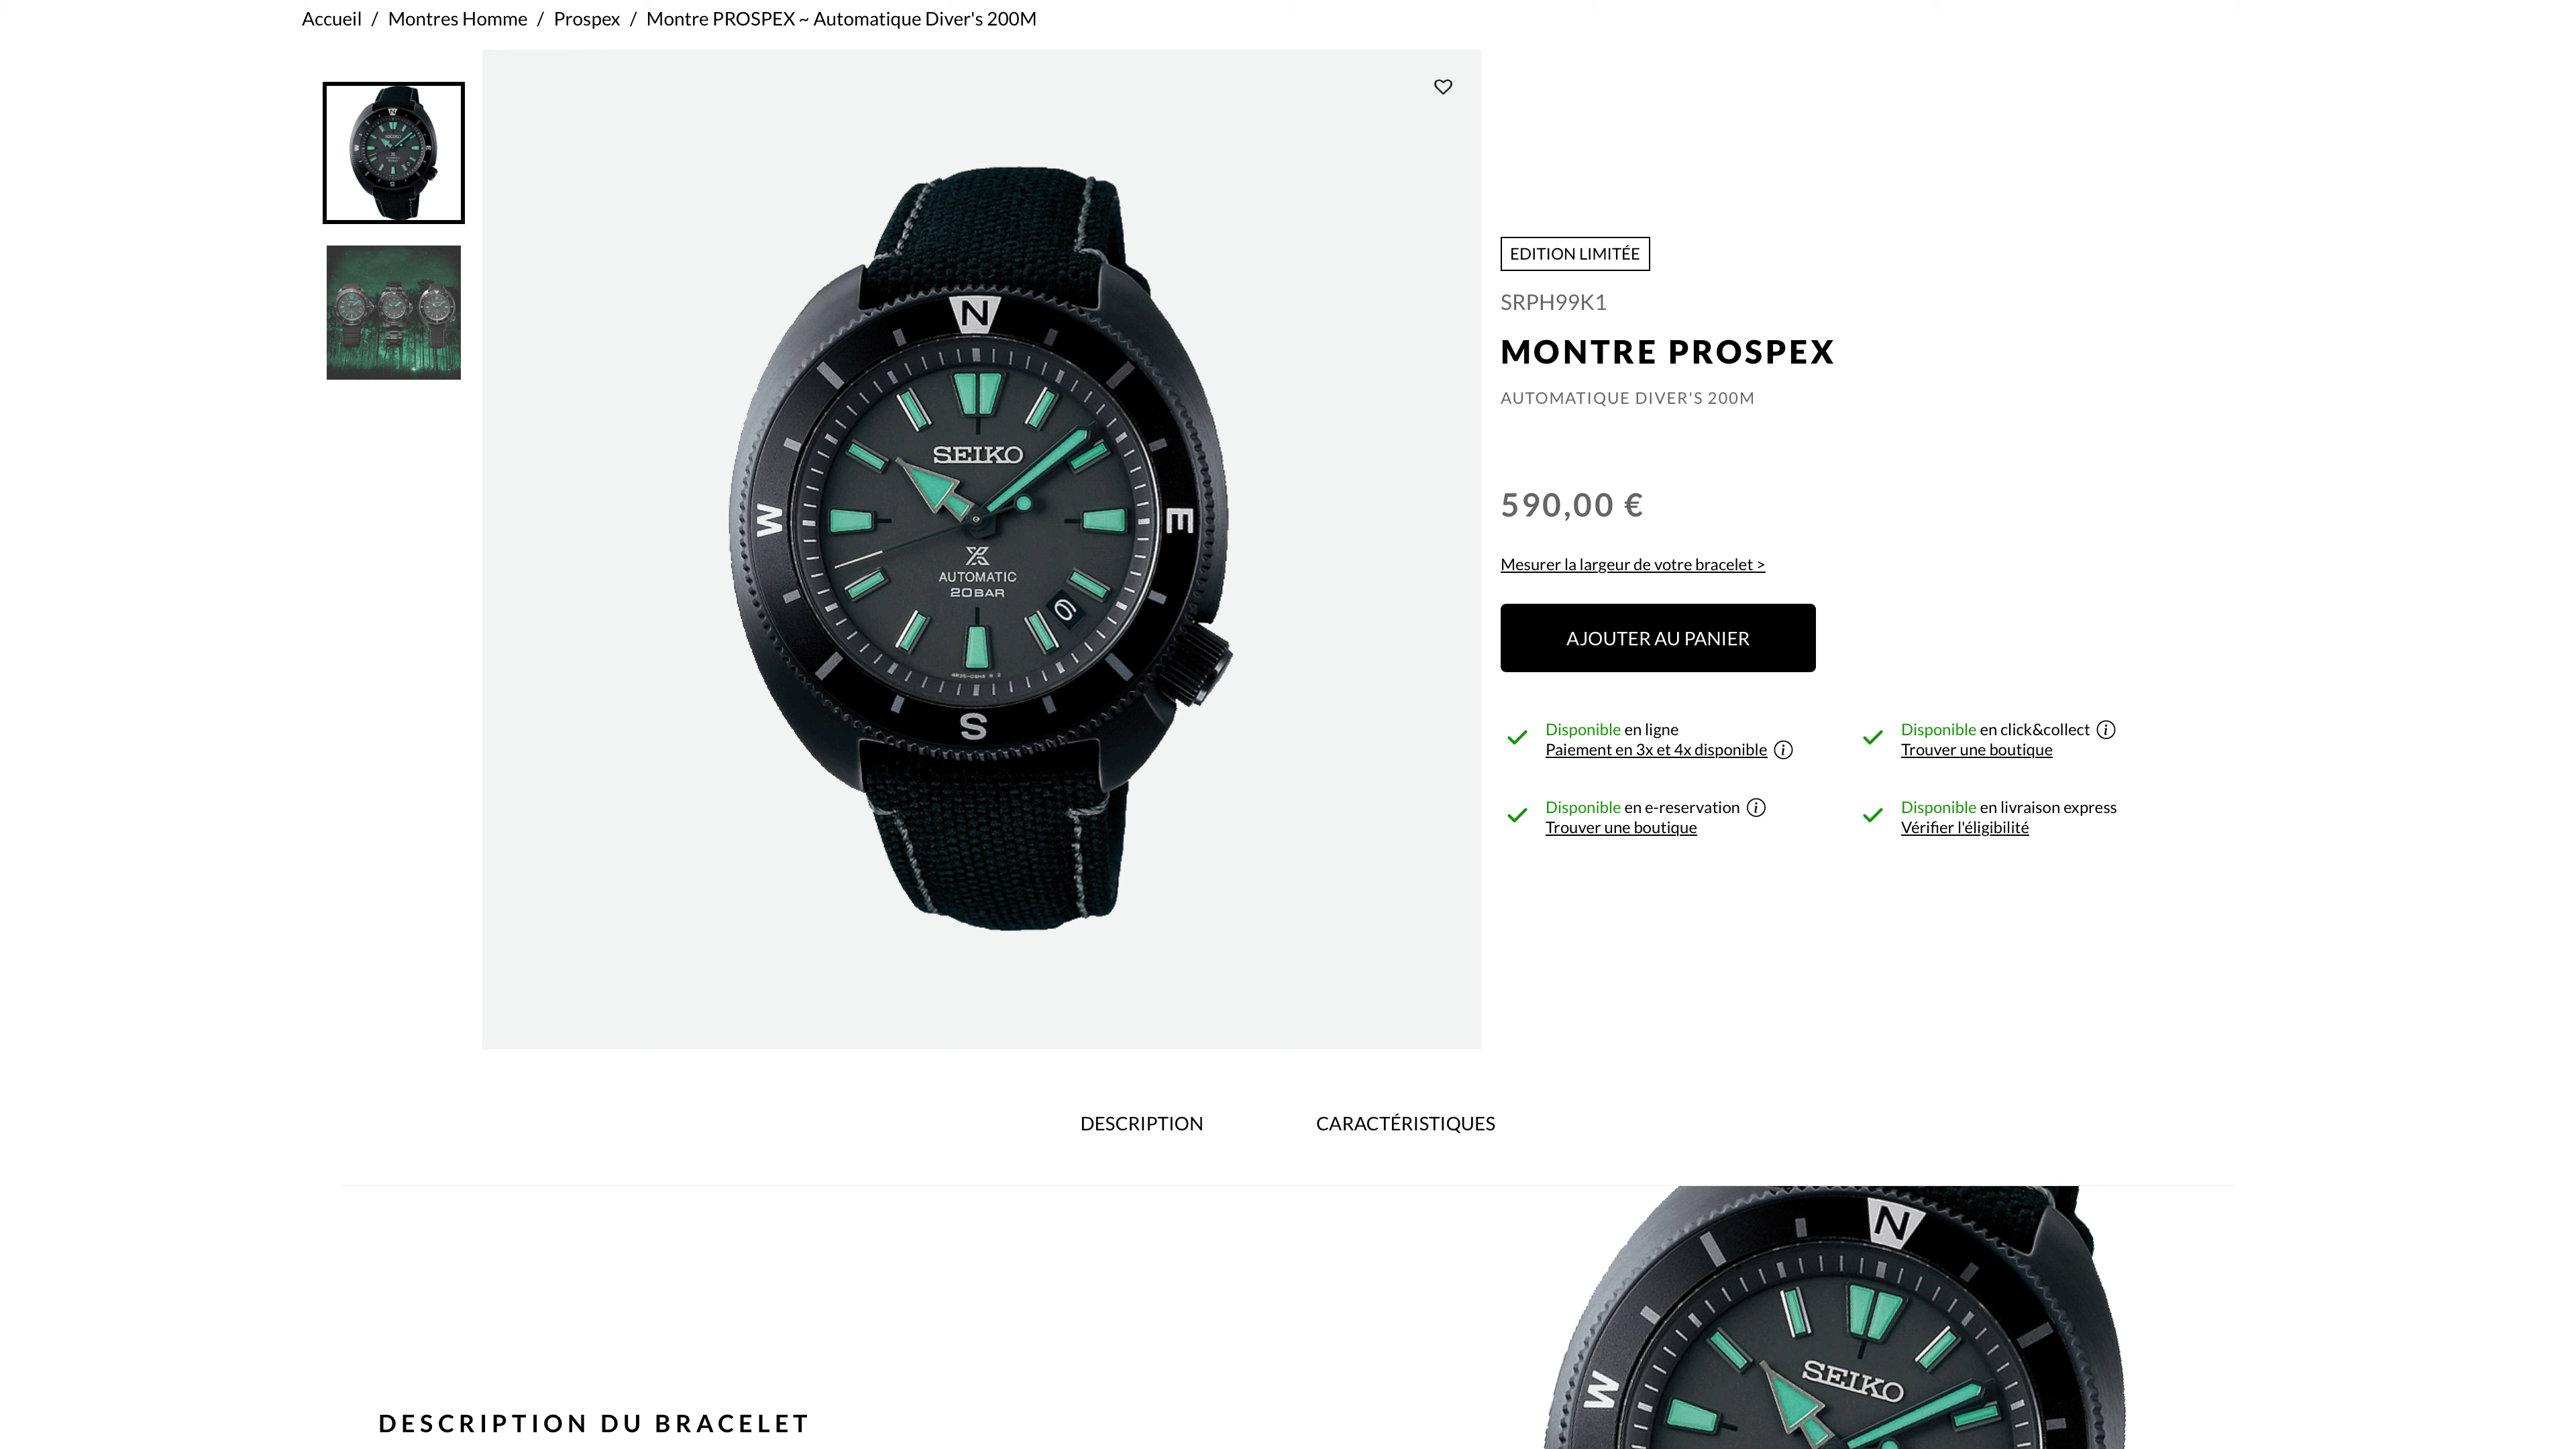 Accueil / Montres Homme / Prospex / Montre PROSPEX ~ Automatique Diver's 200M
N
SEIKO
W
E
AUTOMATIC
20 BAR
6
S
EDITION LIMITÉE
SRPH99K1
MONTRE PROSPEX
AUTOMATIQUE DIVER'S 200M
590,00 €
Mesurer la largeur de votre bracelet >
AJOUTER AU PANIER
Disponible en ligne
Paiement en 3x et 4x disponible
Disponible en click&collect
Trouver une boutique
Disponible en e-reservation
Trouver une boutique
Disponible en livraison express
Vérifier l'éligibilité
DESCRIPTION
CARACTÉRISTIQUES
DESCRIPTION DU BRACELET
N
SEIKO
W